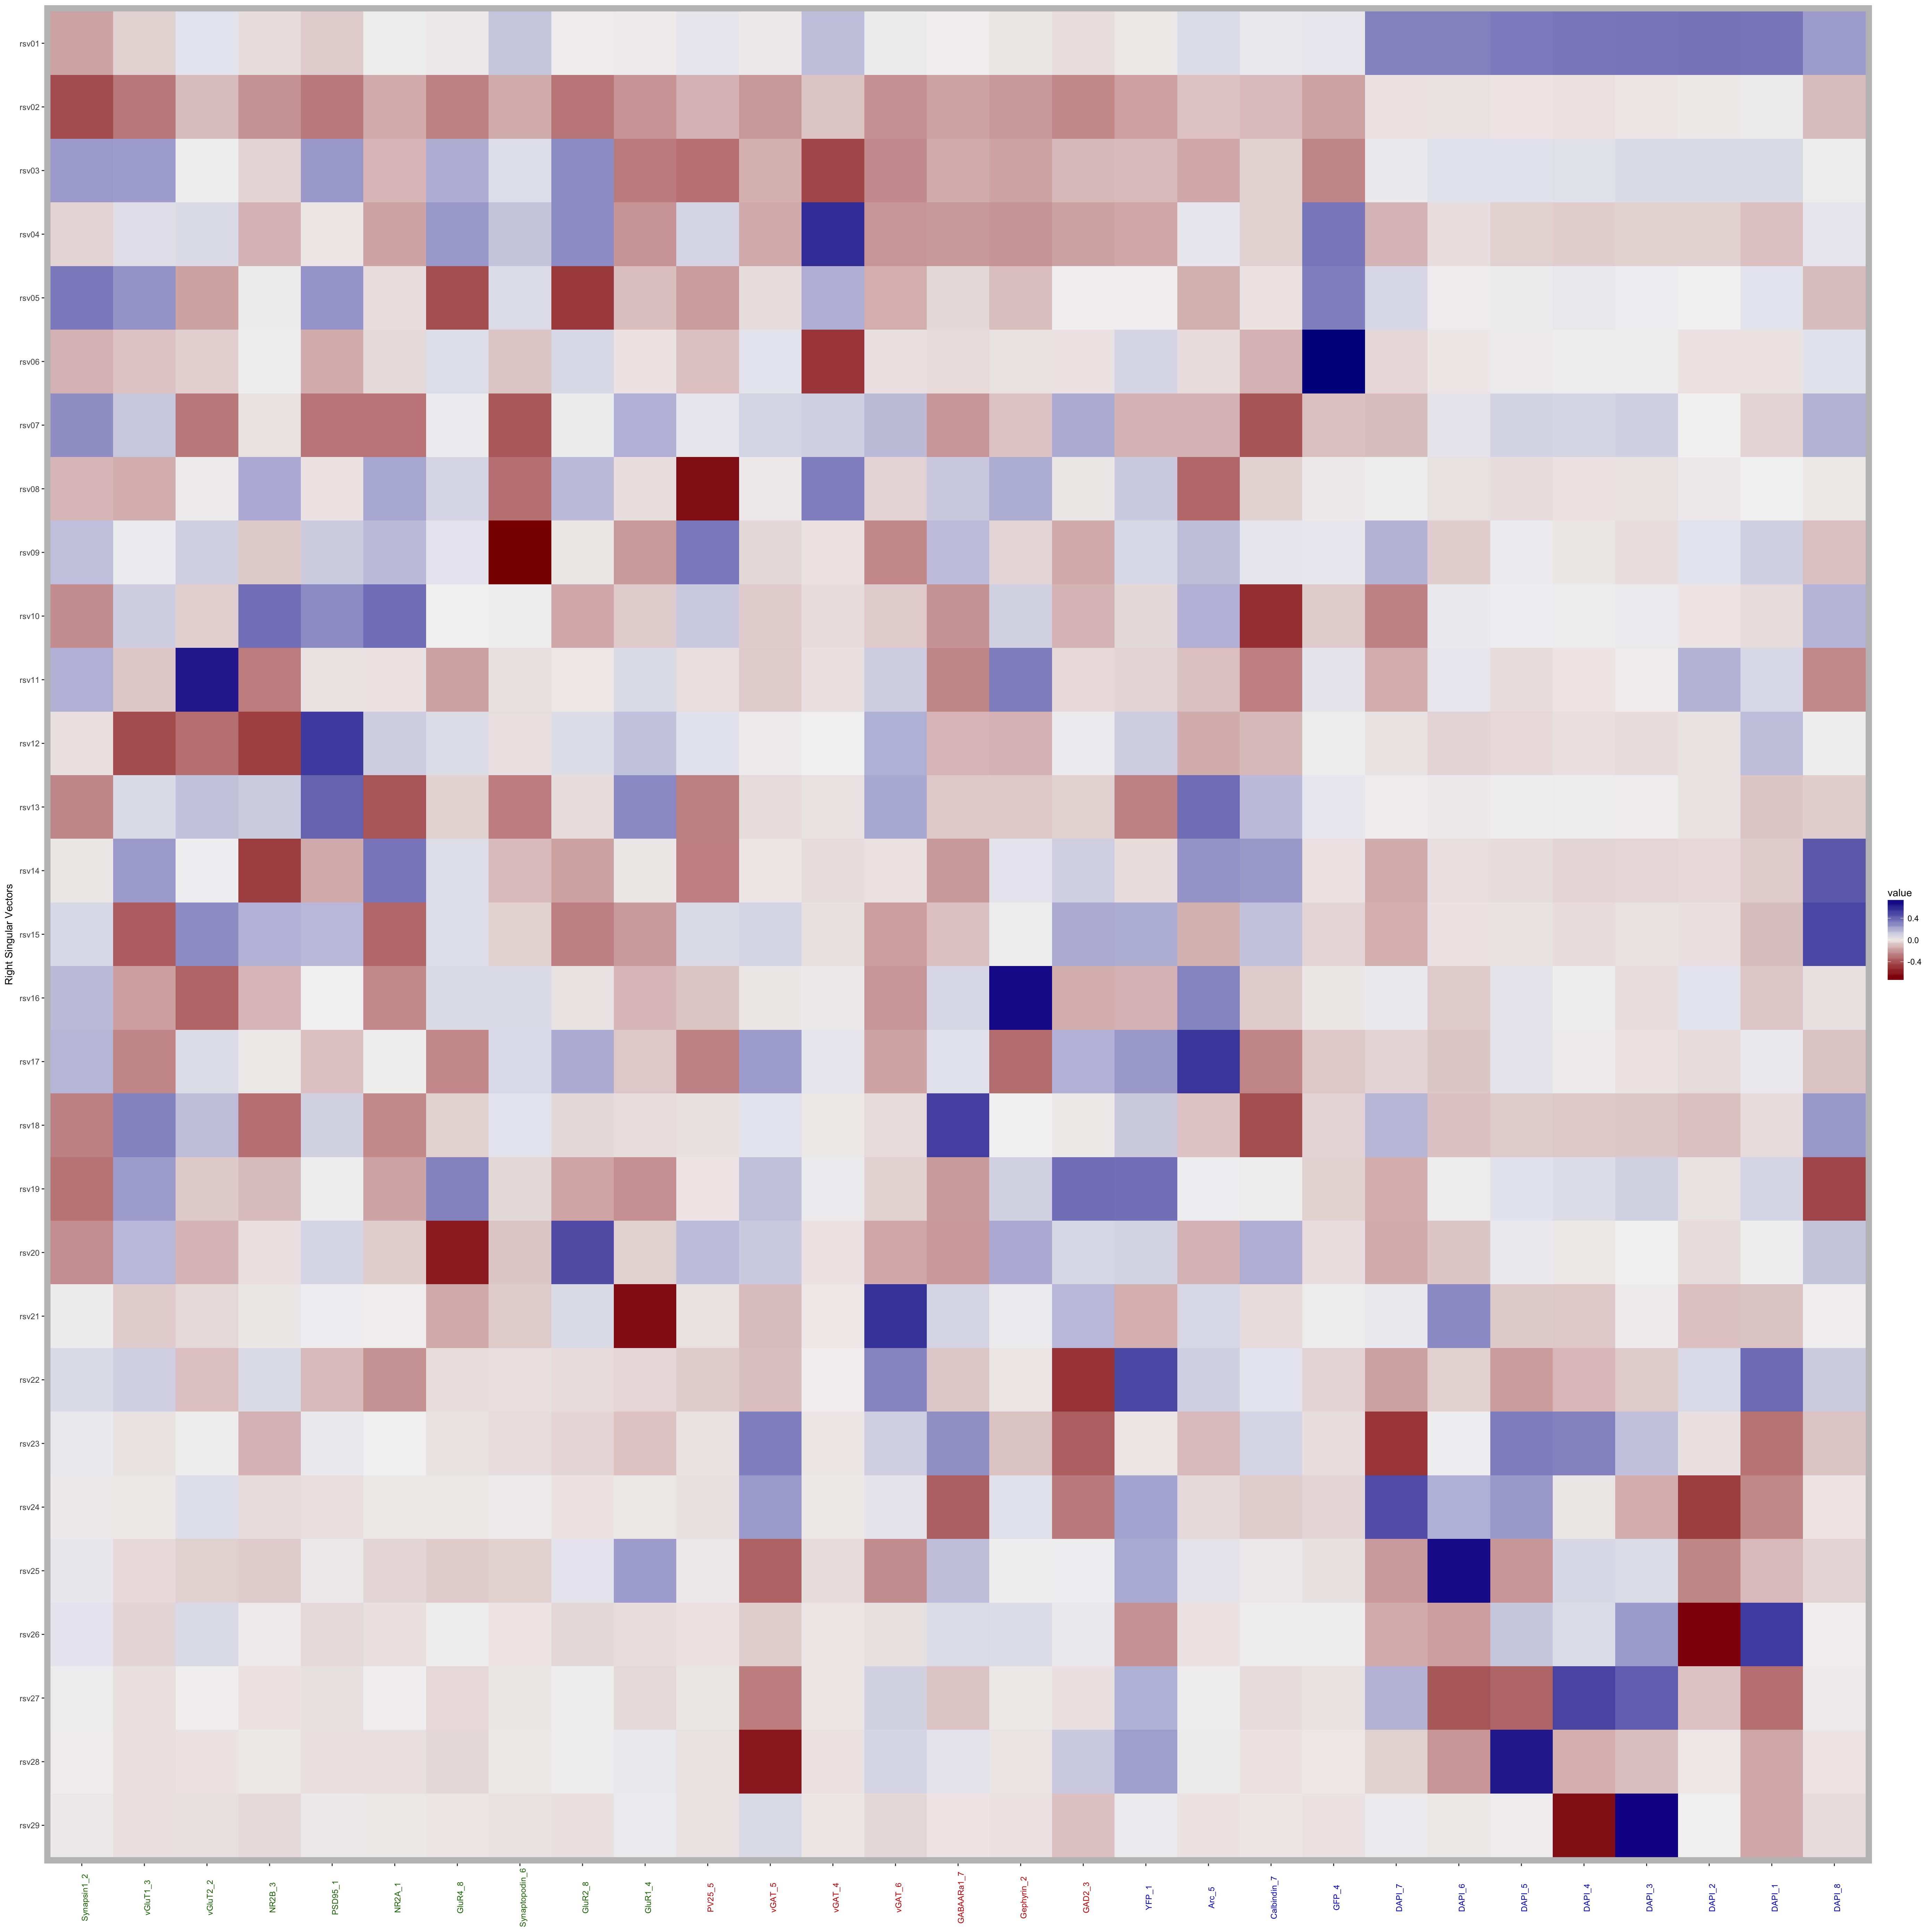 Right Singular Vectors
rsv01
rsv02
rsv03
rsv04
rsv05
rsv06
rsv07
rsv08
rsv09
rsv10
rsv11
rsv12
rsv13
rsv14
rsv15
rsv16
rsv17
rsv18
rsv19
rsv20
rsv21
rsv22
rsv23
rsv24
rsv25
rsv26
rsv27
rsv28
rsv29
Synapsin1_2
vGluT1_3
vGluT2_2
NR2B_3
PSD95_1
NR2A_1
GluR4_8
Synaptopodin_6
GluR2_8
GluR1_4
PV25_5
vGAT_5
vGAT_4
vGAT_6
GABAARa1_7
Gephyrin_2
GAD2_3
YFP_1
Arc_5
Calbindin_7
GFP_4
DAPI_7
DAPI_6
DAPI_5
DAPI_4
DAPI_3
DAPI_2
DAPI_1
DAPI_8
value
0.4
0.0
-0.4